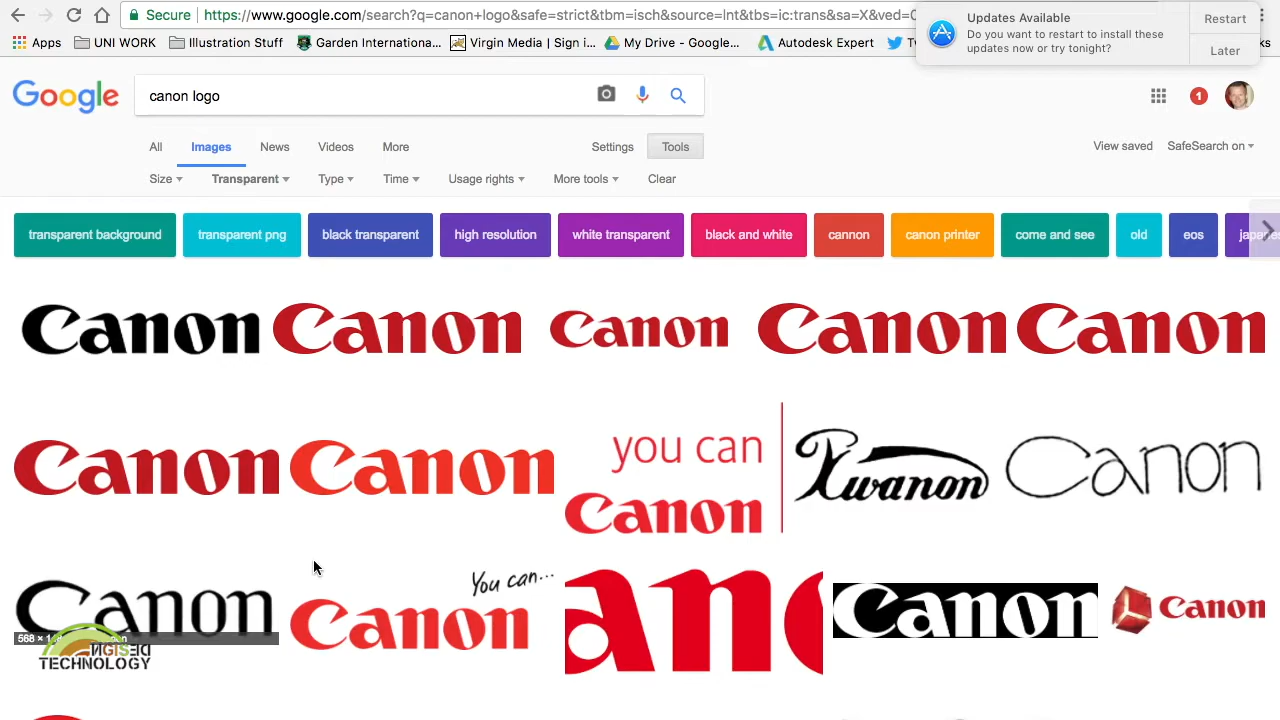 Secure
https://www.google.com/search?q=canon+logo&safe=strict&tbm=isch&source=lnt&tbs=ic:trans&sa=X&ved=
Updates Available
Do you want to restart to install these
updates now or try tonight?
Restart
Later
Apps
UNI WORK
Illustration Stuff
Garden Internationa...
Virgin Media | Sign i...
My Drive - Google...
Autodesk Expert
Google
canon logo
1
All
Images
News
Videos
More
Settings
Tools
View saved
SafeSearch on
Size
Transparent
Type
Time
Usage rights
More tools
Clear
transparent background
transparent png
black transparent
high resolution
white transparent
black and white
cannon
canon printer
come and see
old
eos
Canon
Canon
Canon
Canon
Canon
Canon
Canon
you can
Canon
Kwanon
Canon
Canon
You can...
Canon
anc
Canon
Canon
568 ×
DESIGN
TECHNOLOGY